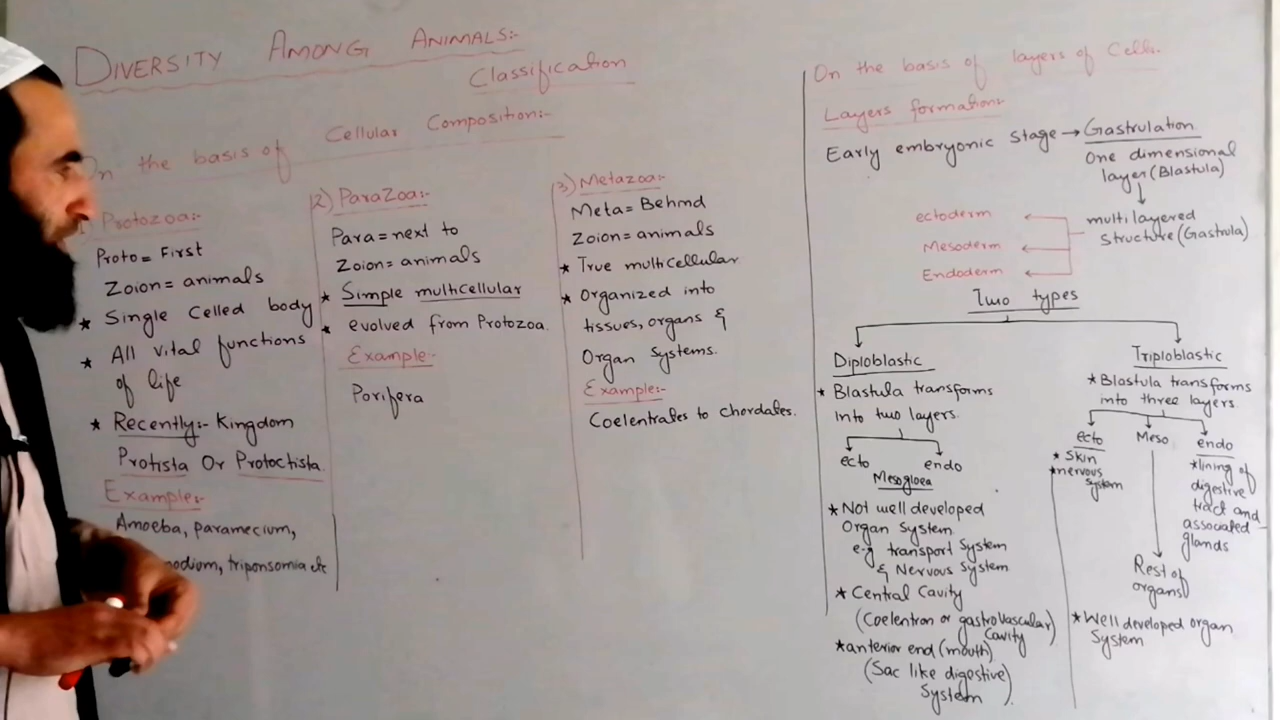 DIVERSITY AMONG ANIMALS:-
Classification
On the basis of Cellular Composition:-
1) Protozoa:-
Proto = First
Zoion = animals
* Single Celled body
* All vital functions
of life
* Recently:- Kingdom
Protista Or Protoctista.
Examples:-
Amoeba, paramecium,
modium, triponsomia etc
2) ParaZoa:-
Para = next to
Zoion = animals
* Simple multicellular
* evolved from Protozoa.
Example:-
Porifera
3) Metazoa:-
Meta = Behind
Zoion = animals
* True multicellular
* Organized into
tissues, organs &
Organ Systems.
Example:-
Coelentrates to chordates.
On the basis of layers of Cells.
Layers formation:-
Early embryonic stage → Gastrulation
One dimensional
layer (Blastula)
↓
multilayered
structure (Gastrula)
ectoderm
Mesoderm
Endoderm
Two types
Diploblastic
* Blastula transforms
into two layers.
ecto endo
Mesogloea
* Not well developed
Organ System
e.g transport System
& Nervous System
* Central Cavity
(Coelentron or gastrovascular)
Cavity
* anterior end (mouth)
(Sac like digestive)
System
Triploblastic
* Blastula transforms
into three layers.
ecto Meso endo
* Skin
* nervous
system
Rest of
organs
* lining of
digestive
tract and
associated
glands
* Well developed organ
System